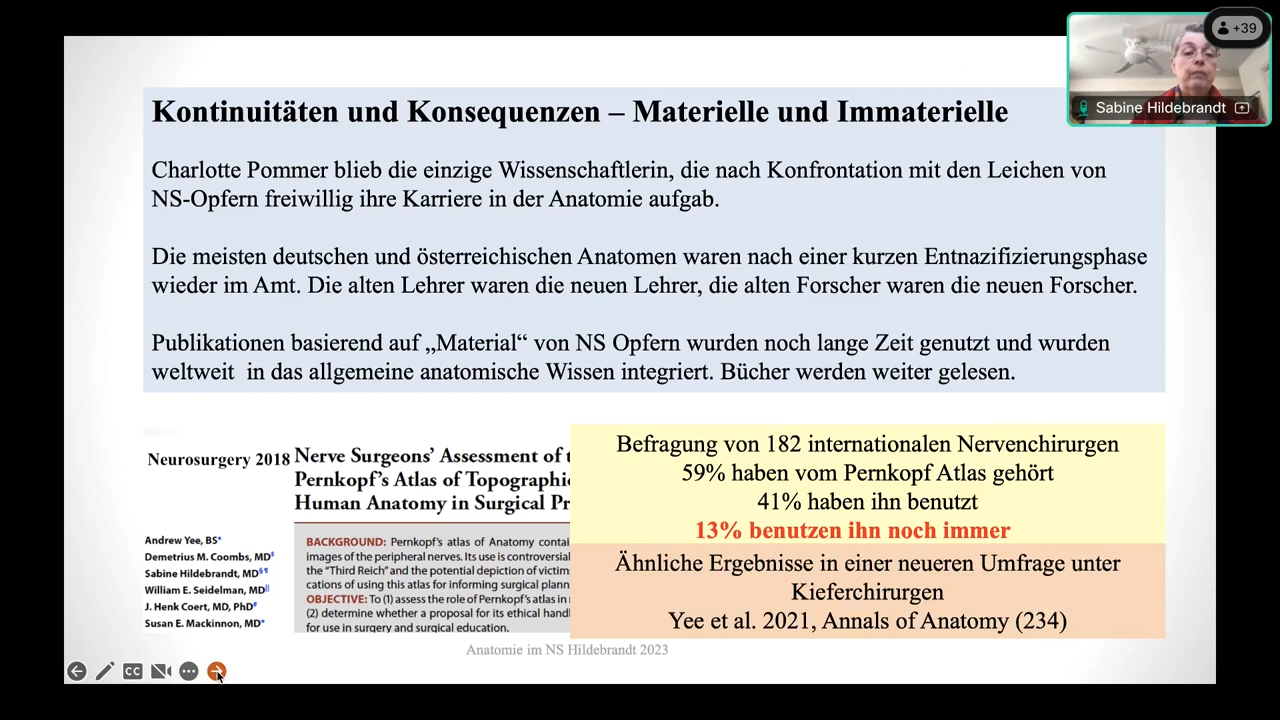 +39
Sabine Hildebrandt
Kontinuitäten und Konsequenzen – Materielle und Immaterielle
Charlotte Pommer blieb die einzige Wissenschaftlerin, die nach Konfrontation mit den Leichen von
NS-Opfern freiwillig ihre Karriere in der Anatomie aufgab.
Die meisten deutschen und österreichischen Anatomen waren nach einer kurzen Entnazifizierungsphase
wieder im Amt. Die alten Lehrer waren die neuen Lehrer, die alten Forscher waren die neuen Forscher.
Publikationen basierend auf „Material“ von NS Opfern wurden noch lange Zeit genutzt und wurden
weltweit in das allgemeine anatomische Wissen integriert. Bücher werden weiter gelesen.
Neurosurgery 2018
Nerve Surgeons’ Assessment of t
Pernkopf’s Atlas of Topographic
Human Anatomy in Surgical Pr
Andrew Yee, BS*
Demetrius M. Coombs, MD‡
Sabine Hildebrandt, MD§¶
William E. Seidelman, MD||
J. Henk Coert, MD, PhD#
Susan E. Mackinnon, MD*
BACKGROUND: Pernkopf’s atlas of Anatomy contai
images of the peripheral nerves. Its use is controversial
the “Third Reich” and the potential depiction of victims
cations of using this atlas for informing surgical plann
OBJECTIVE: To (1) assess the role of Pernkopf’s atlas in
(2) determine whether a proposal for its ethical handl
for use in surgery and surgical education.
Befragung von 182 internationalen Nervenchirurgen
59% haben vom Pernkopf Atlas gehört
41% haben ihn benutzt
13% benutzen ihn noch immer
Ähnliche Ergebnisse in einer neueren Umfrage unter
Kieferchirurgen
Yee et al. 2021, Annals of Anatomy (234)
Anatomie im NS Hildebrandt 2023
CC